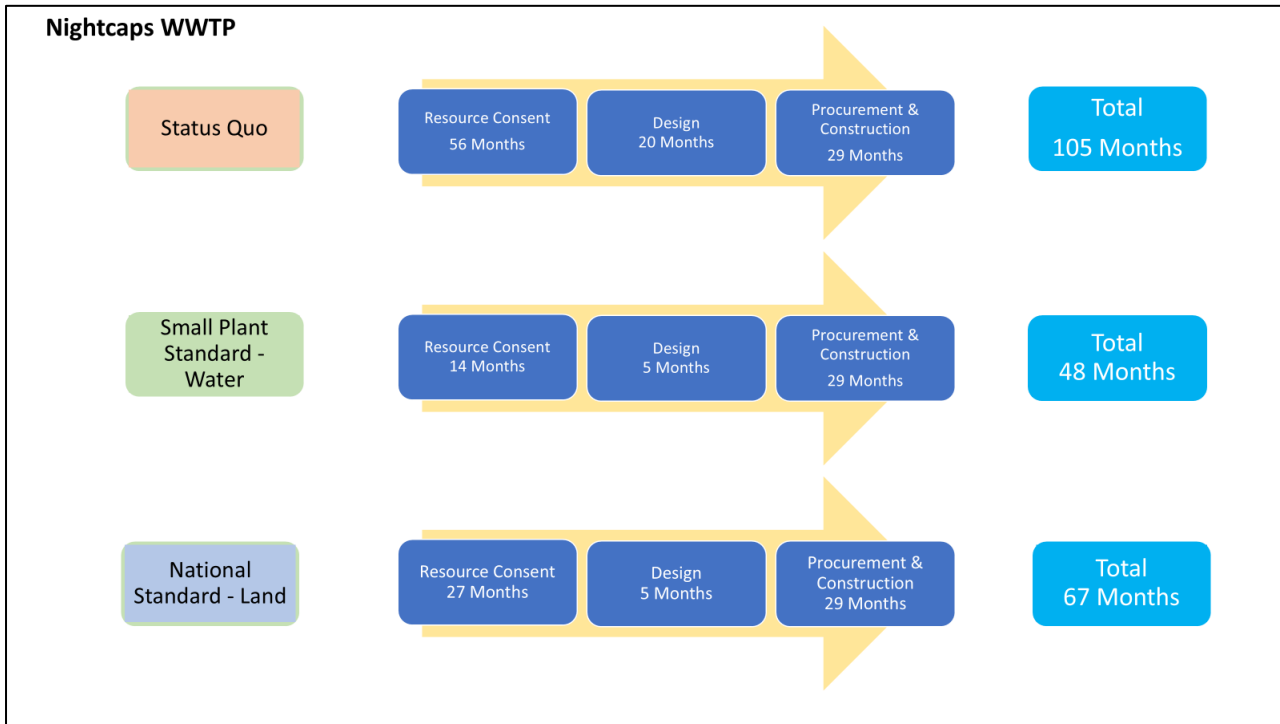 Nightcaps WWTP
Status Quo
Resource Consent
56 Months
Design
20 Months
Procurement &
Construction
29 Months
Total
105 Months
Small Plant
Standard -
Water
Resource Consent
14 Months
Design
5 Months
Procurement &
Construction
29 Months
Total
48 Months
National
Standard - Land
Resource Consent
27 Months
Design
5 Months
Procurement &
Construction
29 Months
Total
67 Months